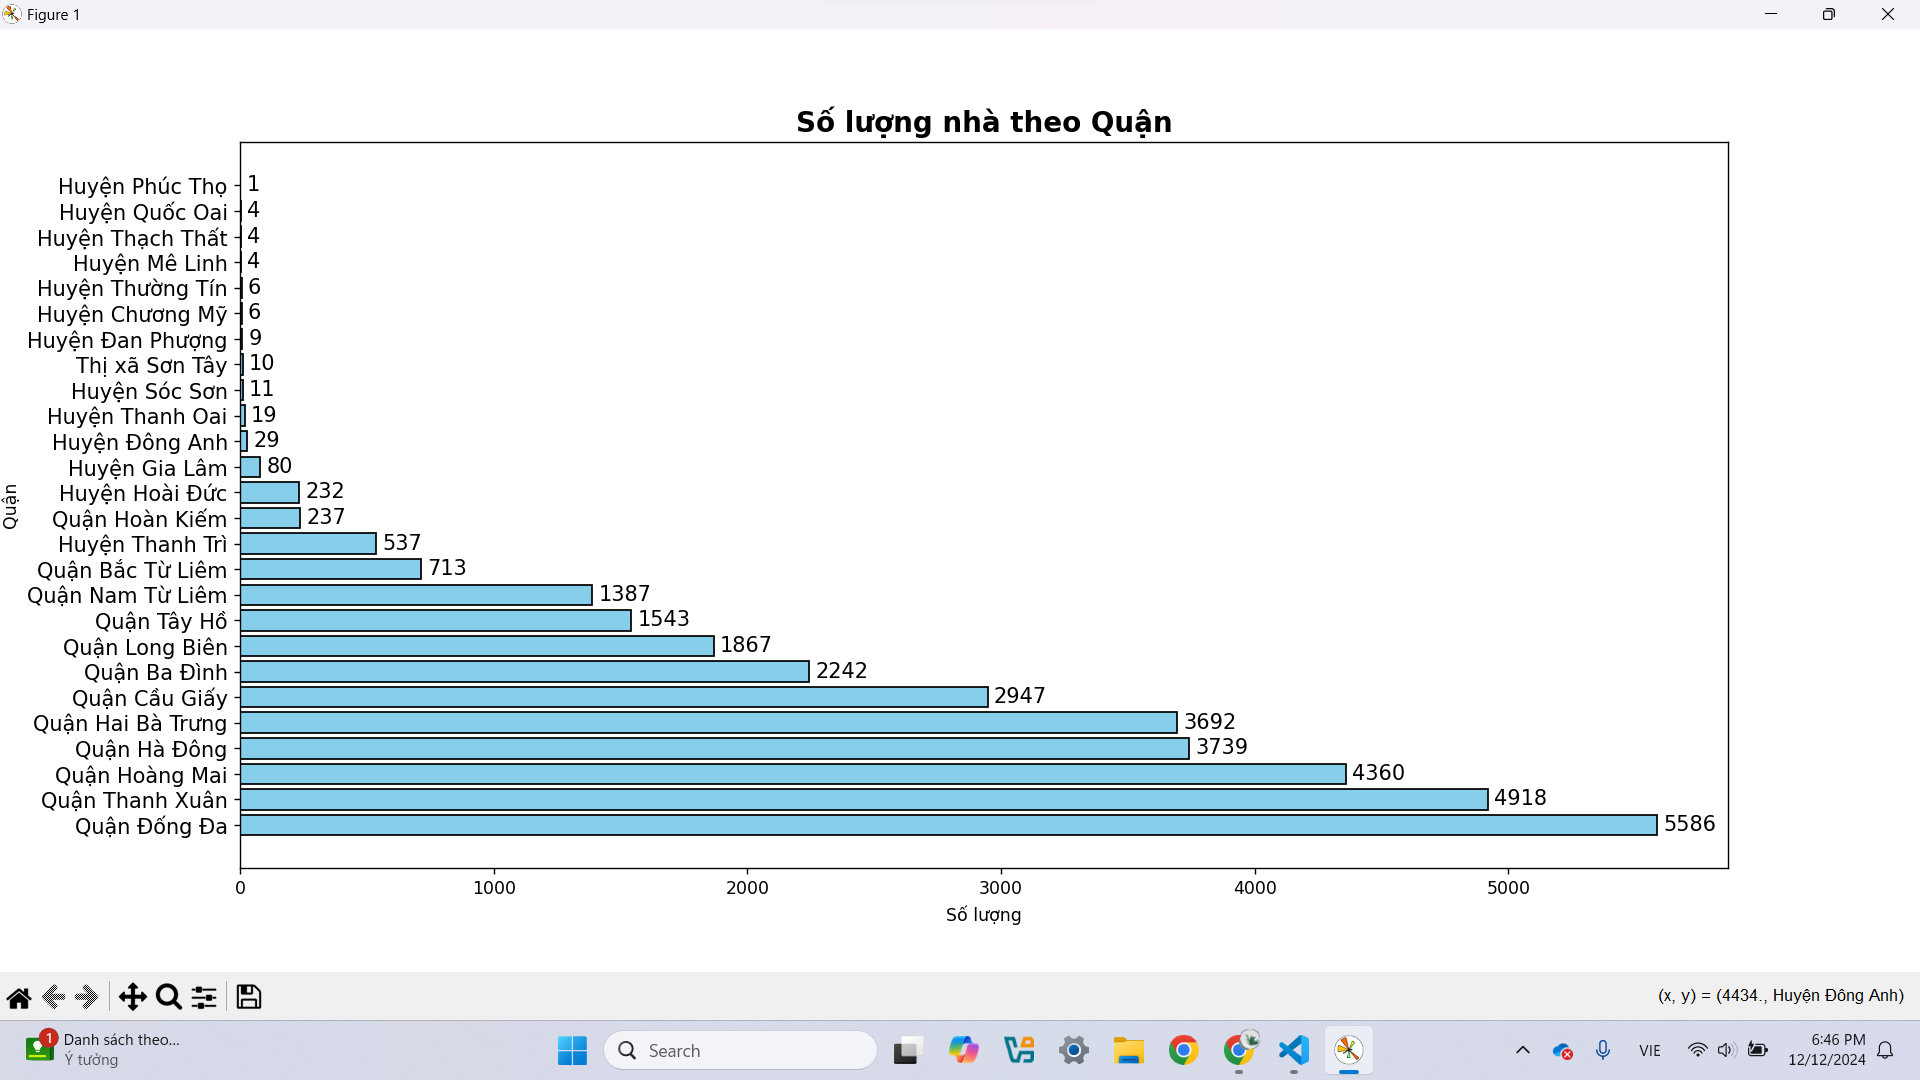 Figure 1
Số lượng nhà theo Quận
Huyện Phúc Thọ 1
Huyện Quốc Oai 4
Huyện Thạch Thất 4
Huyện Mê Linh 4
Huyện Thường Tín 6
Huyện Chương Mỹ 6
Huyện Đan Phượng 9
Thị xã Sơn Tây 10
Huyện Sóc Sơn 11
Huyện Thanh Oai 19
Huyện Đông Anh 29
Huyện Gia Lâm 80
Huyện Hoài Đức 232
Quận Hoàn Kiếm 237
Huyện Thanh Trì 537
Quận Bắc Từ Liêm 713
Quận Nam Từ Liêm 1387
Quận Tây Hồ 1543
Quận Long Biên 1867
Quận Ba Đình 2242
Quận Cầu Giấy 2947
Quận Hai Bà Trưng 3692
Quận Hà Đông 3739
Quận Hoàng Mai 4360
Quận Thanh Xuân 4918
Quận Đống Đa 5586
Quận
0 1000 2000 3000 4000 5000
Số lượng
(x, y) = (4434., Huyện Đông Anh)
1
Danh sách theo...
Ý tưởng
Search
VIE
6:46 PM
12/12/2024